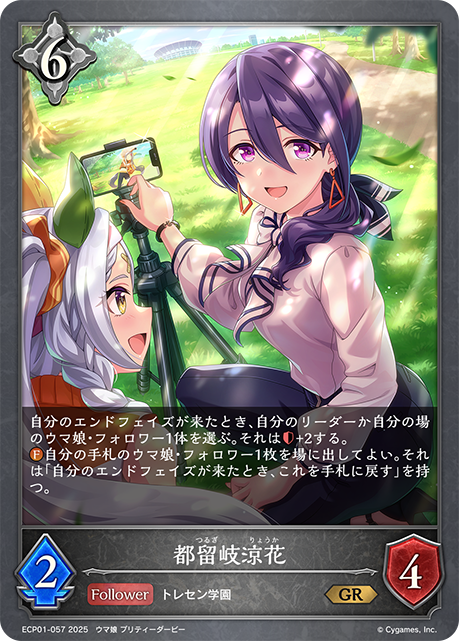 6
自分のエンドフェイズが来たとき、自分のリーダーか自分の場
のウマ娘・フォロワー1体を選ぶ。それは+2する。
F自分の手札のウマ娘・フォロワー1枚を場に出してよい。それ
は「自分のエンドフェイズが来たとき、これを手札に戻す」を持
つ。
つるぎ りょうか
都留岐涼花
2
Follower トレセン学園
GR
4
ECP01-057 2025 ウマ娘 プリティーダービー
© Cygames, Inc.